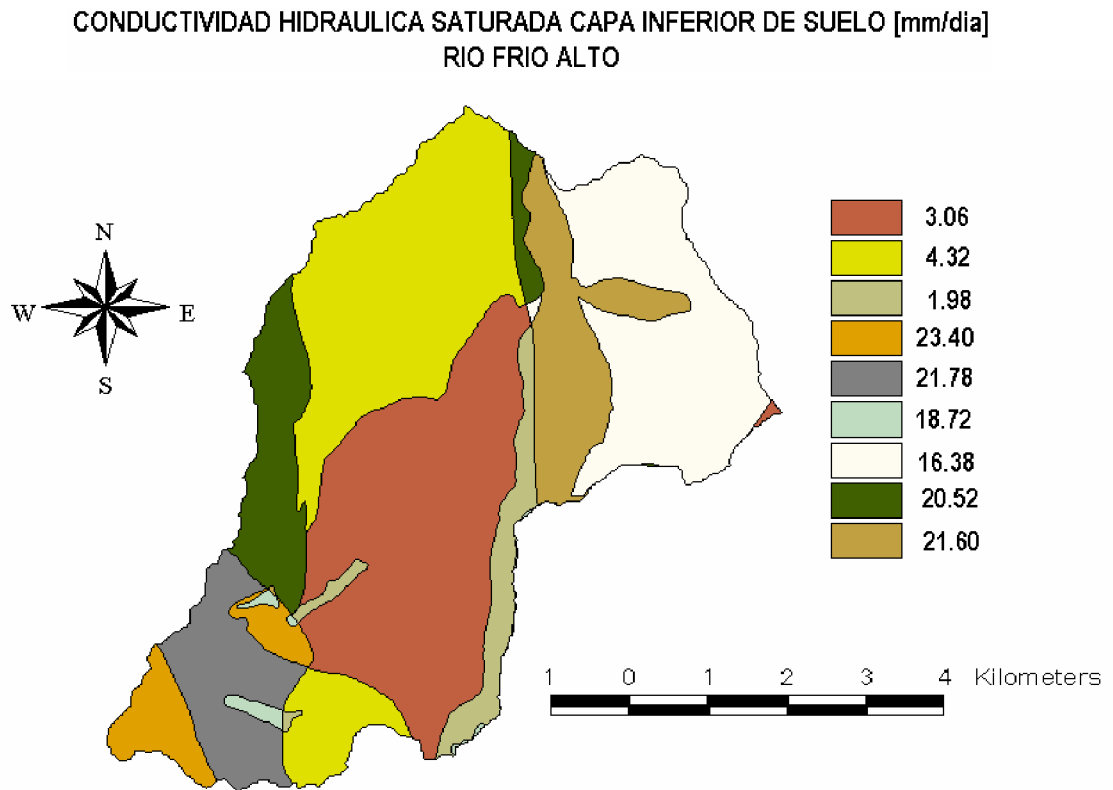 CONDUCTIVIDAD HIDRAULICA SATURADA CAPA INFERIOR DE SUELO [mm/dia]
RIO FRIO ALTO
N
W E
S
3.06
4.32
1.98
23.40
21.78
18.72
16.38
20.52
21.60
1 0 1 2 3 4 Kilometers